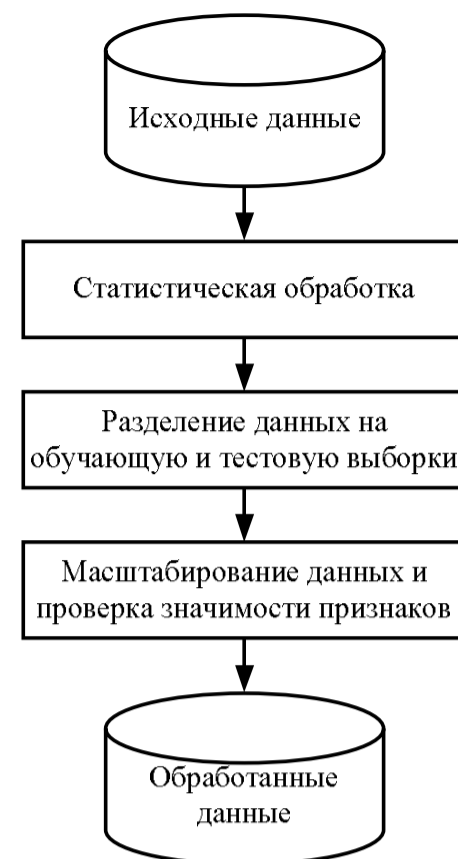 Исходные данные
Статистическая обработка
Разделение данных на
обучающую и тестовую выборки
Масштабирование данных и
проверка значимости признаков
Обработанные
данные